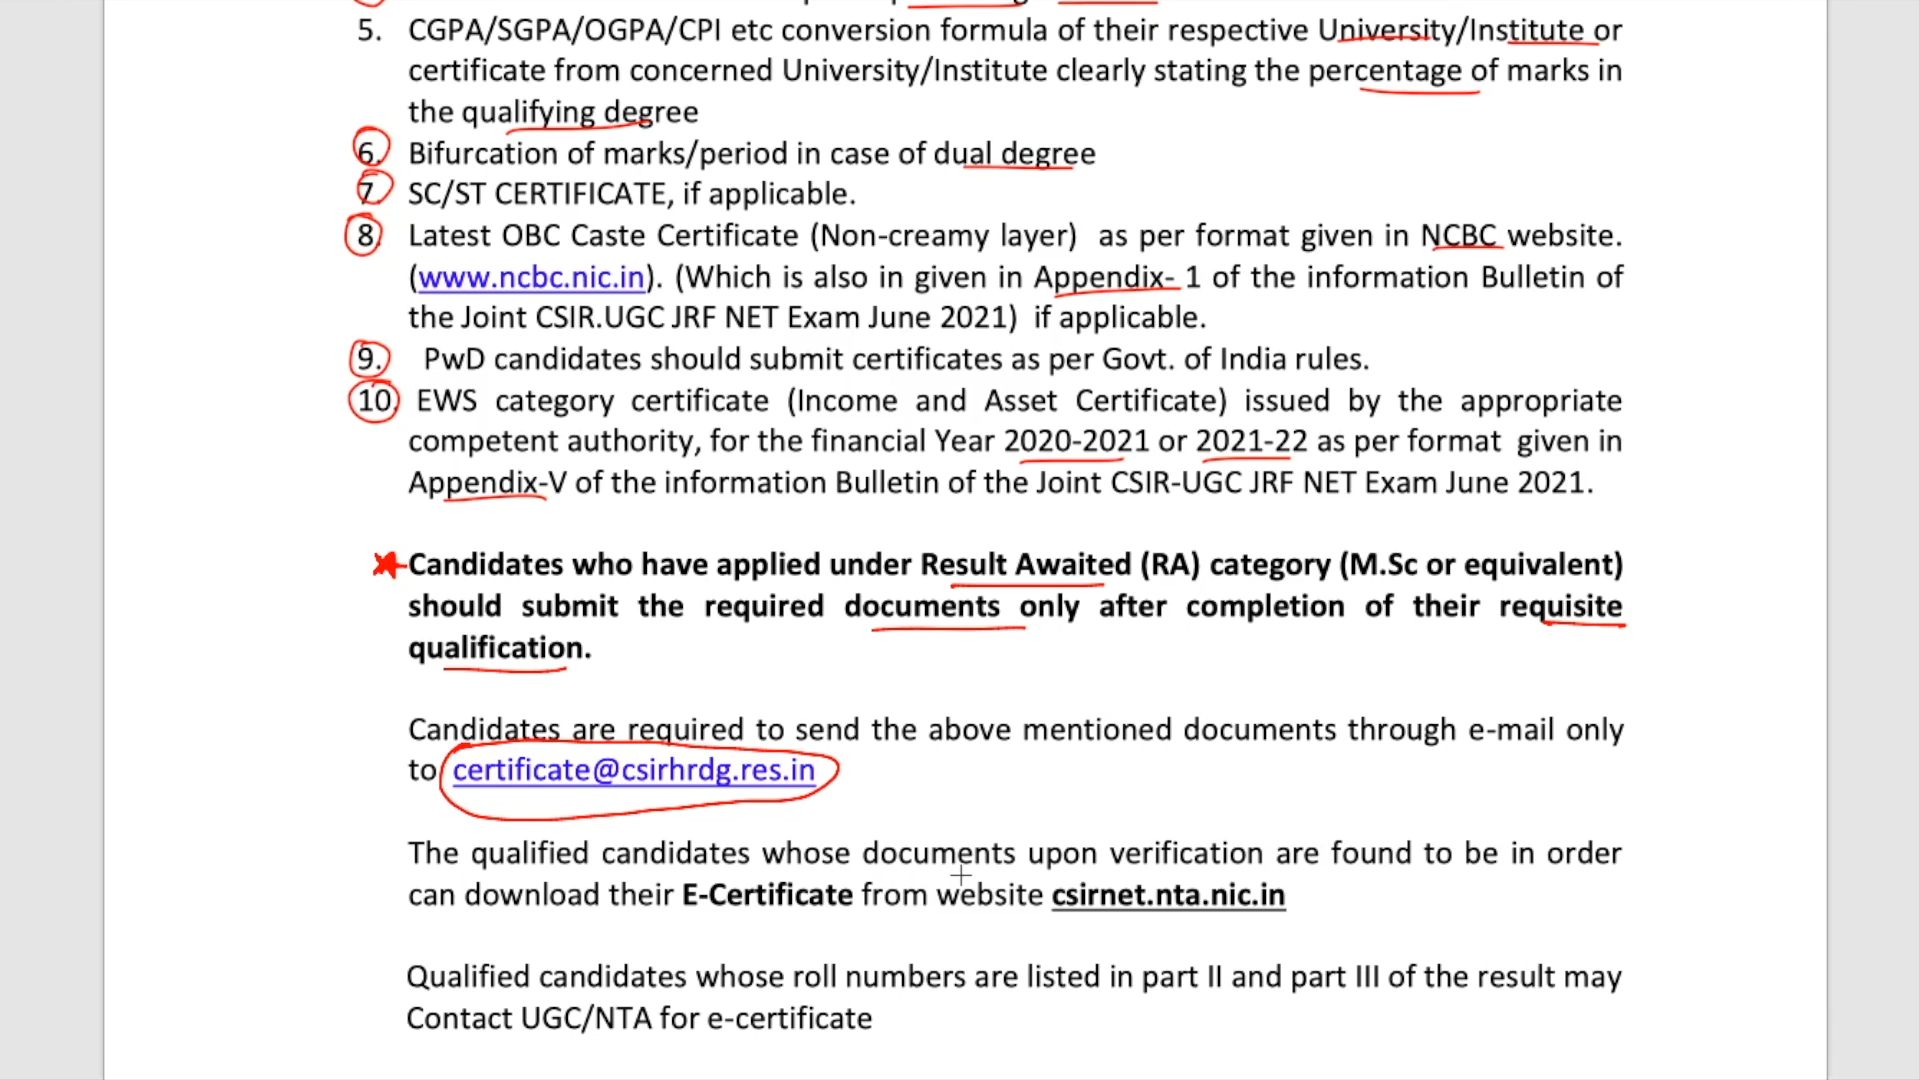 5. CGPA/SGPA/OGPA/CPI etc conversion formula of their respective University/Institute or
certificate from concerned University/Institute clearly stating the percentage of marks in
the qualifying degree
6. Bifurcation of marks/period in case of dual degree
7. SC/ST CERTIFICATE, if applicable.
8. Latest OBC Caste Certificate (Non-creamy layer) as per format given in NCBC website.
(www.ncbc.nic.in). (Which is also in given in Appendix- 1 of the information Bulletin of
the Joint CSIR.UGC JRF NET Exam June 2021) if applicable.
9. PwD candidates should submit certificates as per Govt. of India rules.
10. EWS category certificate (Income and Asset Certificate) issued by the appropriate
competent authority, for the financial Year 2020-2021 or 2021-22 as per format given in
Appendix-V of the information Bulletin of the Joint CSIR-UGC JRF NET Exam June 2021.
Candidates who have applied under Result Awaited (RA) category (M.Sc or equivalent)
should submit the required documents only after completion of their requisite
qualification.
Candidates are required to send the above mentioned documents through e-mail only
to certificate@csirhrdg.res.in
The qualified candidates whose documents upon verification are found to be in order
can download their E-Certificate from website csirnet.nta.nic.in
Qualified candidates whose roll numbers are listed in part II and part III of the result may
Contact UGC/NTA for e-certificate